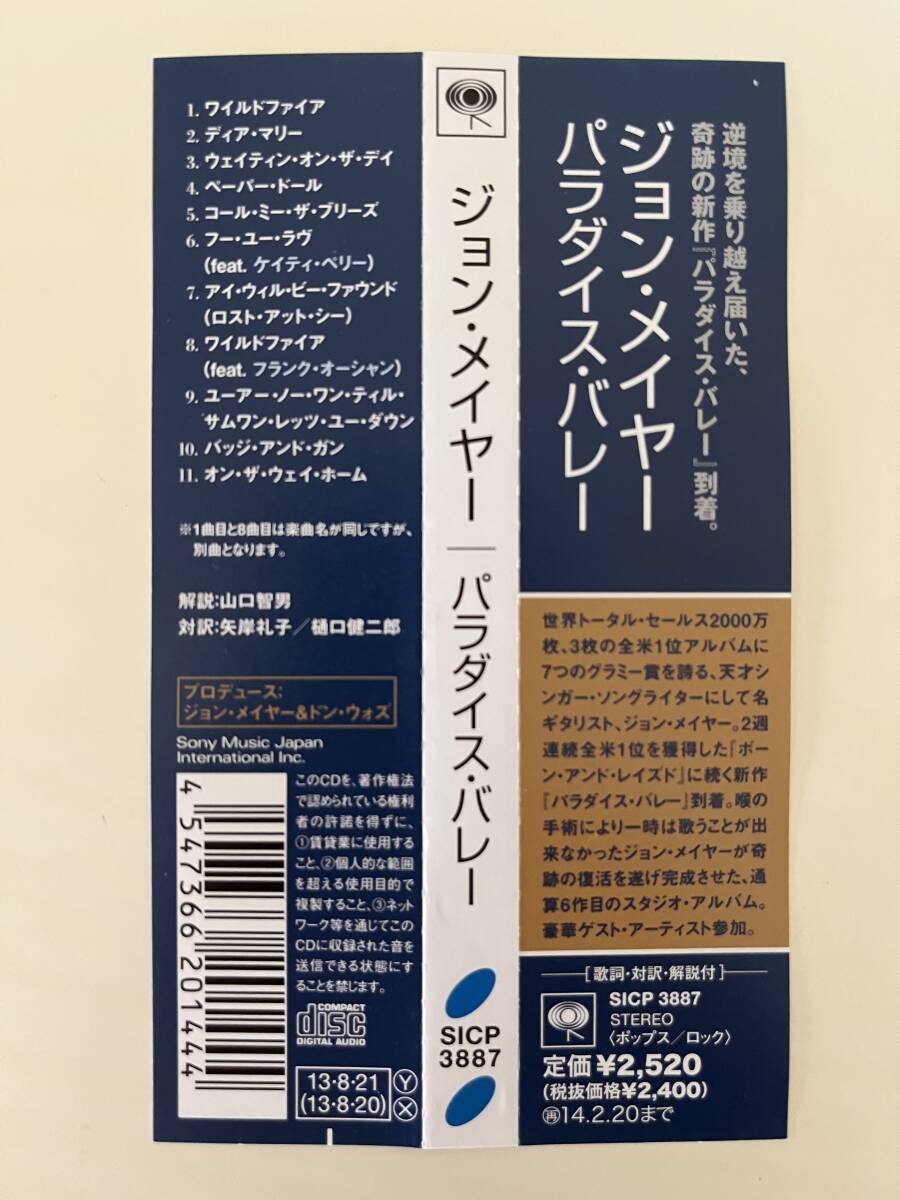 1. ワイルドファイア
2. ディア・マリー
3. ウェイティン・オン・ザ・デイ
4. ペーパー・ドール
5. コール・ミー・ザ・ブリーズ
6. フー・ユー・ラヴ
(feat. ケイティ・ペリー)
7. アイ・ウィル・ビー・ファウンド
(ロスト・アット・シー)
8. ワイルドファイア
(feat. フランク・オーシャン)
9. ユーアー・ノー・ワン・ティル・
サムワン・レッツ・ユー・ダウン
10. バッジ・アンド・ガン
11. オン・ザ・ウェイ・ホーム
※1曲目と8曲目は楽曲名が同じですが、
別曲となります。
解説:山口智男
対訳:矢岸礼子/樋口健二郎
プロデュース:
ジョン・メイヤー&ドン・ウォズ
Sony Music Japan
International Inc.
4 547366 201444
このCDを、著作権法
で認められている権利
者の許諾を得ずに、
①賃貸業に使用する
こと、②個人的な範囲
を超える使用目的で
複製すること、③ネット
ワーク等を通じてこの
CDに収録された音を
送信できる状態にす
ることを禁じます。
COMPACT
disc
DIGITAL AUDIO
13・8・21
(13・8・20)
Y
X
ジョン・メイヤー
パラダイス・バレー
SICP
3887
逆境を乗り越え届いた、
奇跡の新作『パラダイス・バレー』到着。
ジョン・メイヤー
パラダイス・バレー
世界トータル・セールス2000万
枚、3枚の全米1位アルバムに
7つのグラミー賞を誇る、天才シ
ンガー・ソングライターにして名
ギタリスト、ジョン・メイヤー。2週
連続全米1位を獲得した『ボー
ン・アンド・レイズド』に続く新作
『パラダイス・バレー』到着。喉の
手術により一時は歌うことが出
来なかったジョン・メイヤーが奇
跡の復活を遂げ完成させた、通
算6作目のスタジオ・アルバム。
豪華ゲスト・アーティスト参加。
[歌詞・対訳・解説付]
SICP 3887
STEREO
〈ポップス/ロック〉
定価¥2,520
(税抜価格¥2,400)
再14.2.20まで